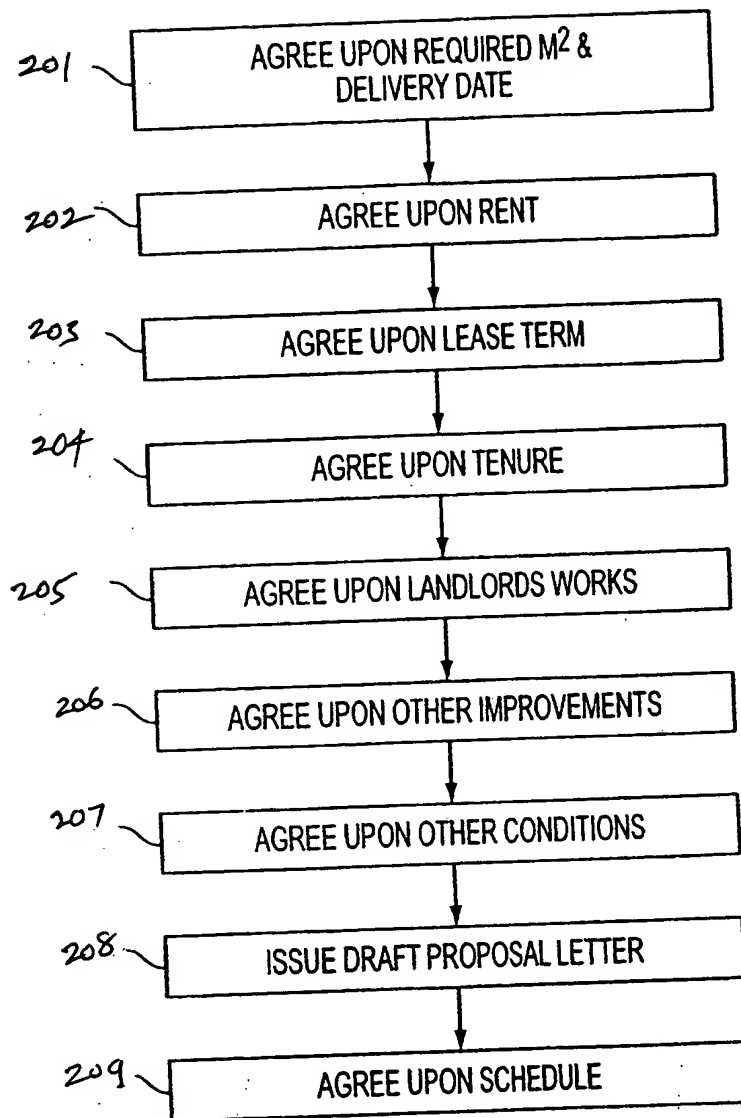 201
AGREE UPON REQUIRED M² &
DELIVERY DATE
202
AGREE UPON RENT
203
AGREE UPON LEASE TERM
204
AGREE UPON TENURE
205
AGREE UPON LANDLORDS WORKS
206
AGREE UPON OTHER IMPROVEMENTS
207
AGREE UPON OTHER CONDITIONS
208
ISSUE DRAFT PROPOSAL LETTER
209
AGREE UPON SCHEDULE